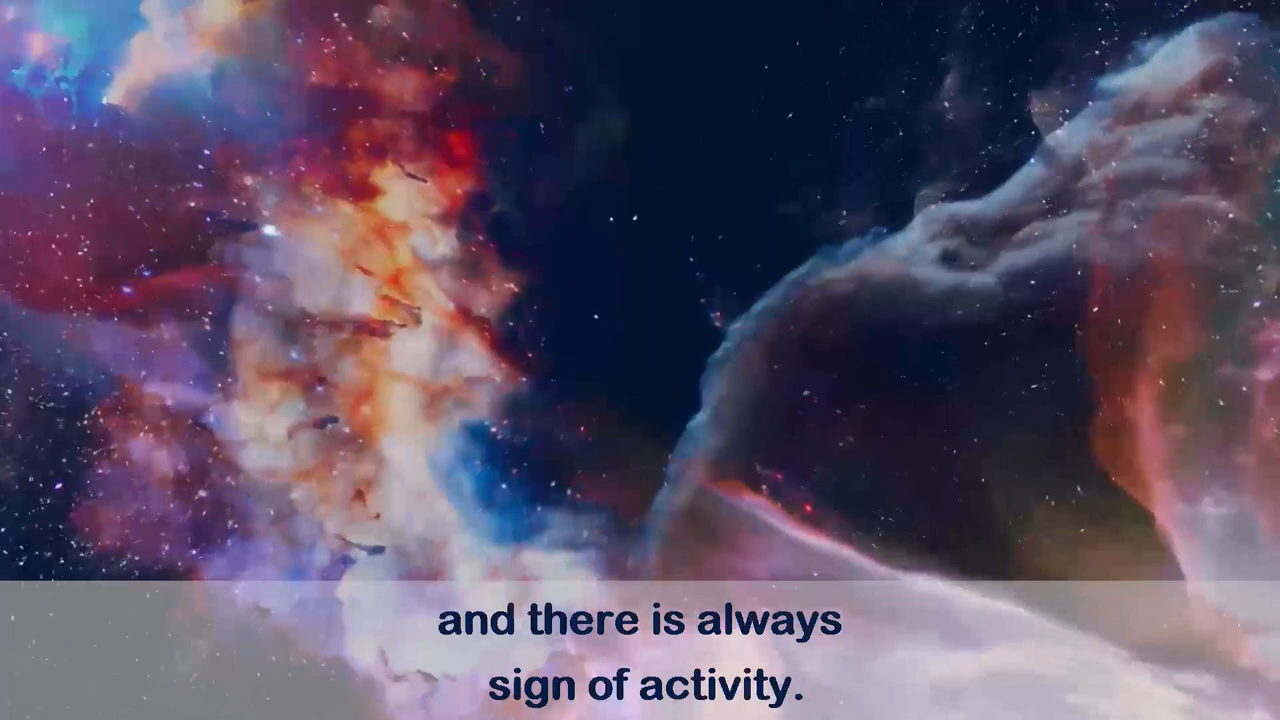 and there is always
sign of activity.